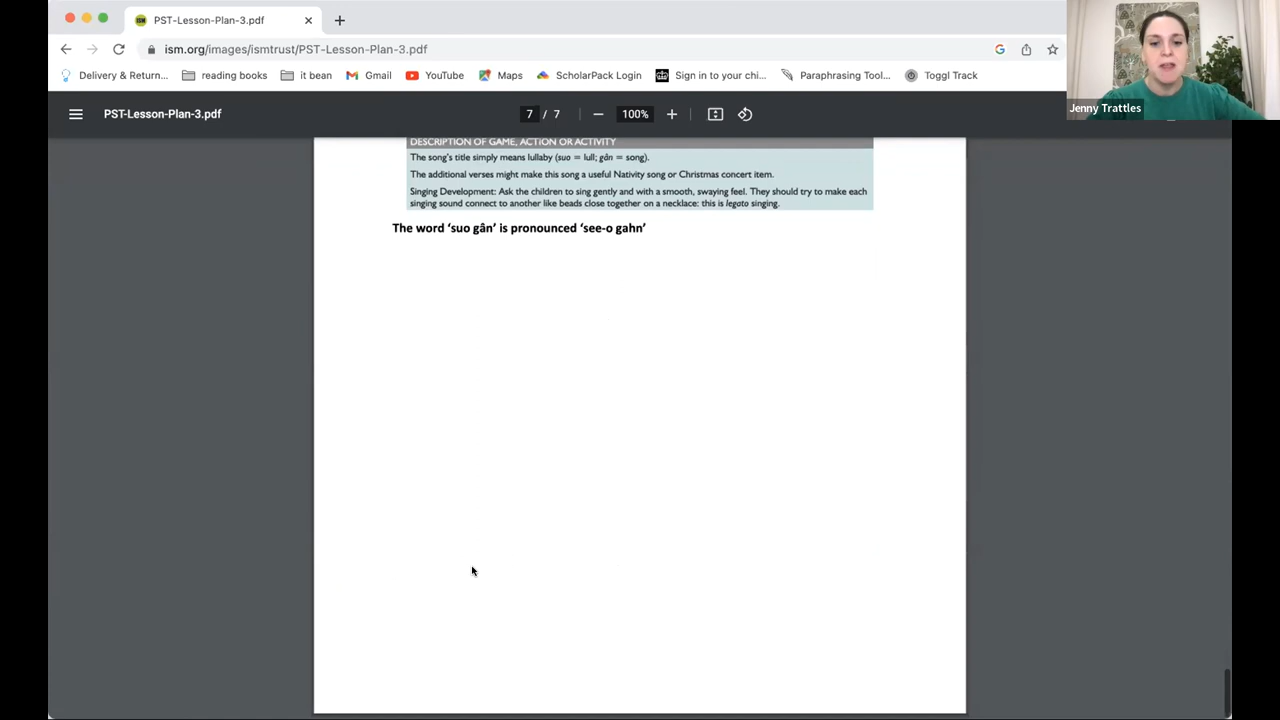 PST-Lesson-Plan-3.pdf
ism.org/images/ismtrust/PST-Lesson-Plan-3.pdf
Delivery & Return... reading books it bean Gmail YouTube Maps ScholarPack Login Sign in to your chi... Paraphrasing Tool... Toggl Track
Jenny Trattles
PST-Lesson-Plan-3.pdf 7 / 7 100%
DESCRIPTION OF GAME, ACTION OR ACTIVITY
The song's title simply means lullaby (suo = lull; gân = song).
The additional verses might make this song a useful Nativity song or Christmas concert item.
Singing Development: Ask the children to sing gently and with a smooth, swaying feel. They should try to make each
singing sound connect to another like beads close together on a necklace: this is legato singing.
The word ‘suo gân’ is pronounced ‘see-o gahn’